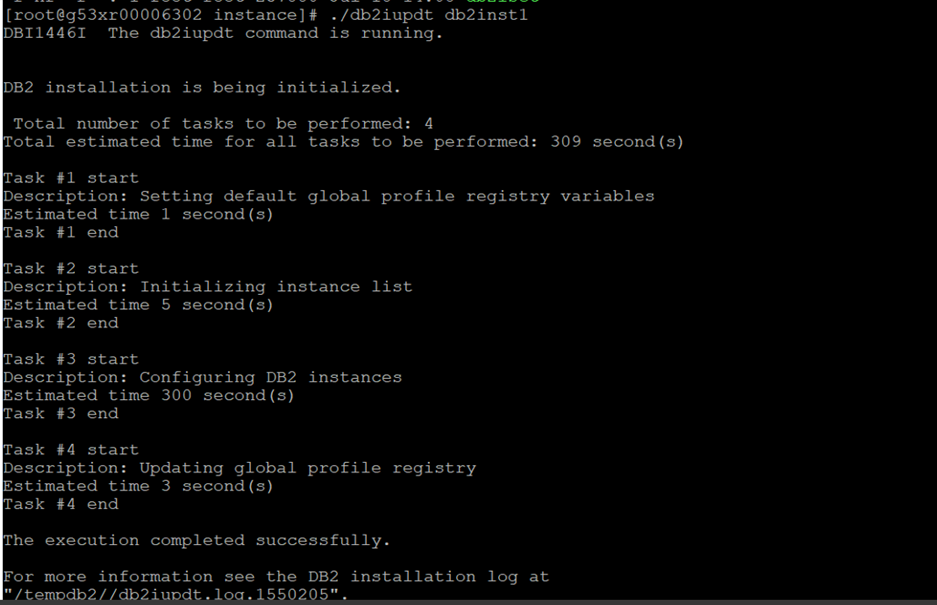 [root@g53xr00006302 instance]# ./db2iupdt db2inst1
DBI1446I  The db2iupdt command is running.
DB2 installation is being initialized.
 Total number of tasks to be performed: 4
Total estimated time for all tasks to be performed: 309 second(s)
Task #1 start
Description: Setting default global profile registry variables
Estimated time 1 second(s)
Task #1 end
Task #2 start
Description: Initializing instance list
Estimated time 5 second(s)
Task #2 end
Task #3 start
Description: Configuring DB2 instances
Estimated time 300 second(s)
Task #3 end
Task #4 start
Description: Updating global profile registry
Estimated time 3 second(s)
Task #4 end
The execution completed successfully.
For more information see the DB2 installation log at
"/tempdb2//db2iupdt.log.1550205".